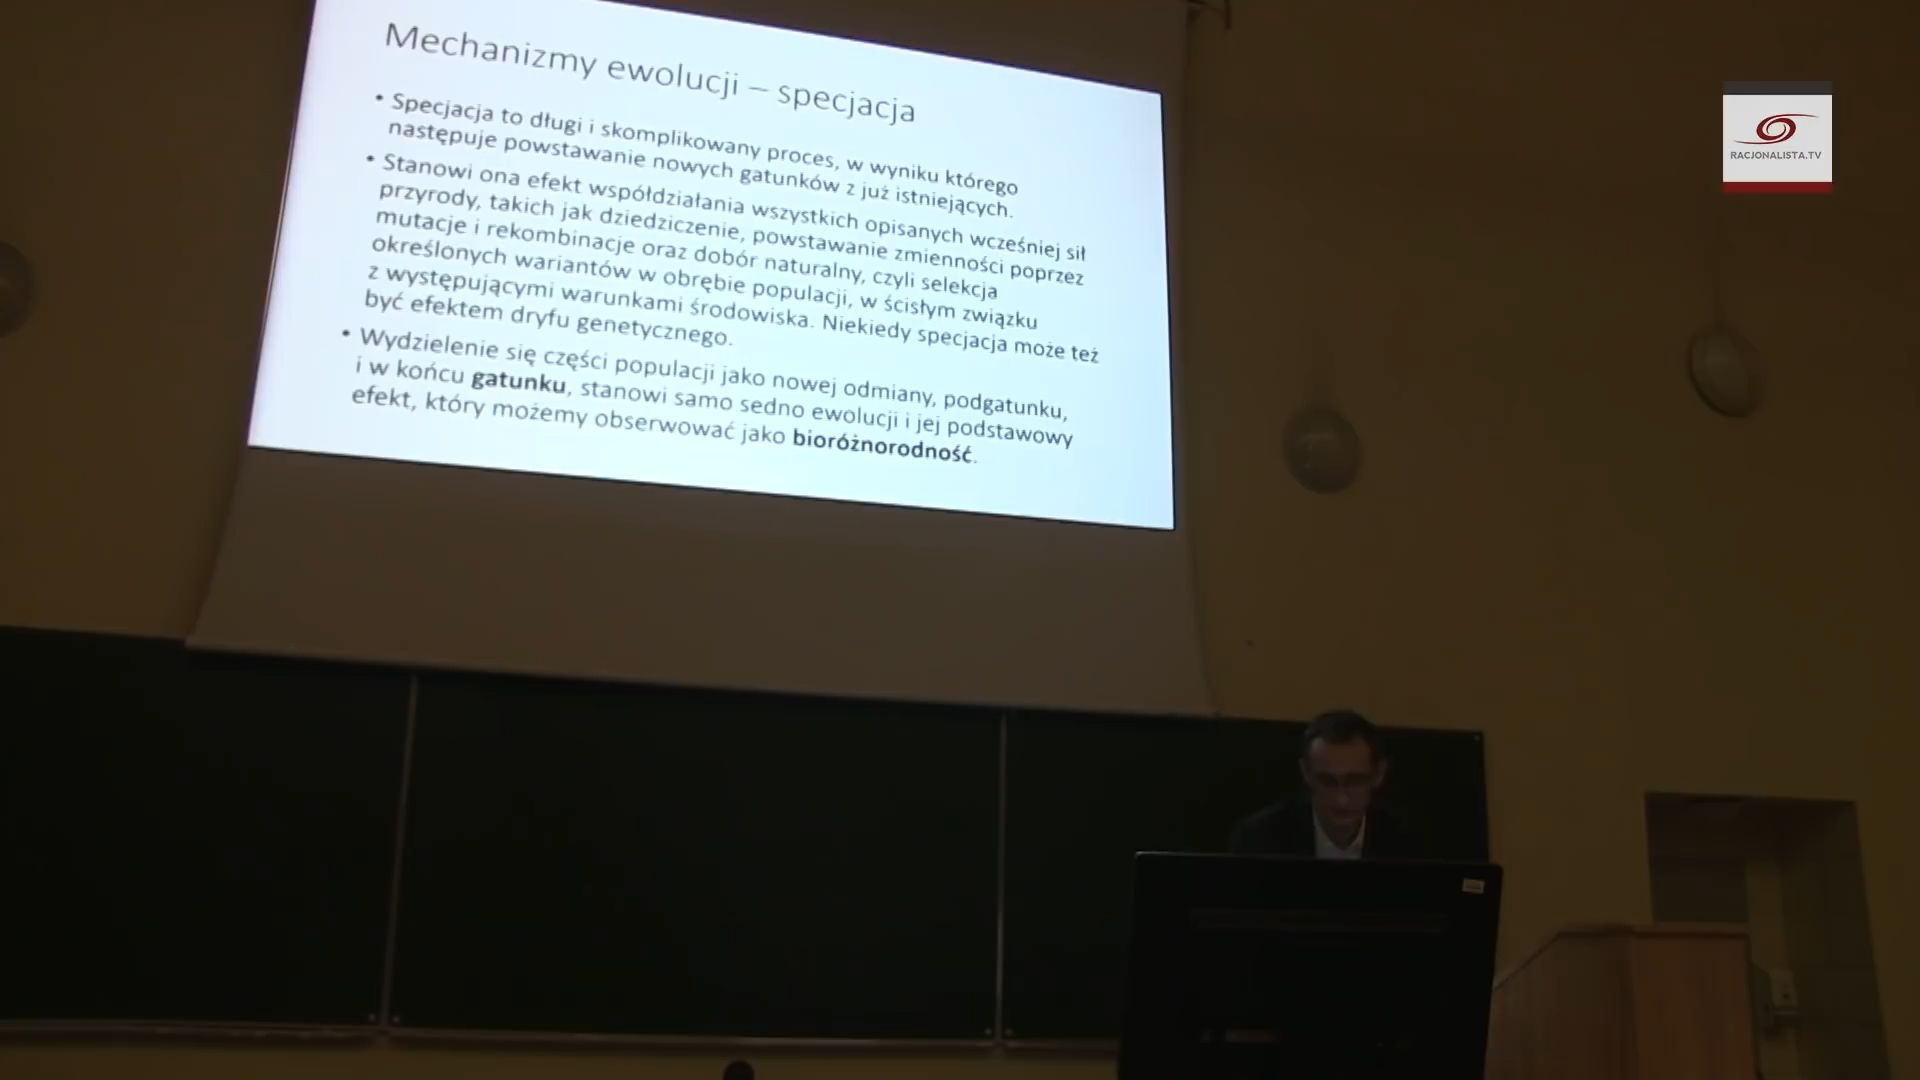 Mechanizmy ewolucji – specjacja
• Specjacja to długi i skomplikowany proces, w wyniku którego
następuje powstawanie nowych gatunków z już istniejących.
• Stanowi ona efekt współdziałania wszystkich opisanych wcześniej sił
przyrody, takich jak dziedziczenie, powstawanie zmienności poprzez
mutacje i rekombinacje oraz dobór naturalny, czyli selekcja
określonych wariantów w obrębie populacji, w ścisłym związku
z występującymi warunkami środowiska. Niekiedy specjacja może też
być efektem dryfu genetycznego.
• Wydzielenie się części populacji jako nowej odmiany, podgatunku,
i w końcu gatunku, stanowi samo sedno ewolucji i jej podstawowy
efekt, który możemy obserwować jako bioróżnorodność.
RACJONALISTA.TV